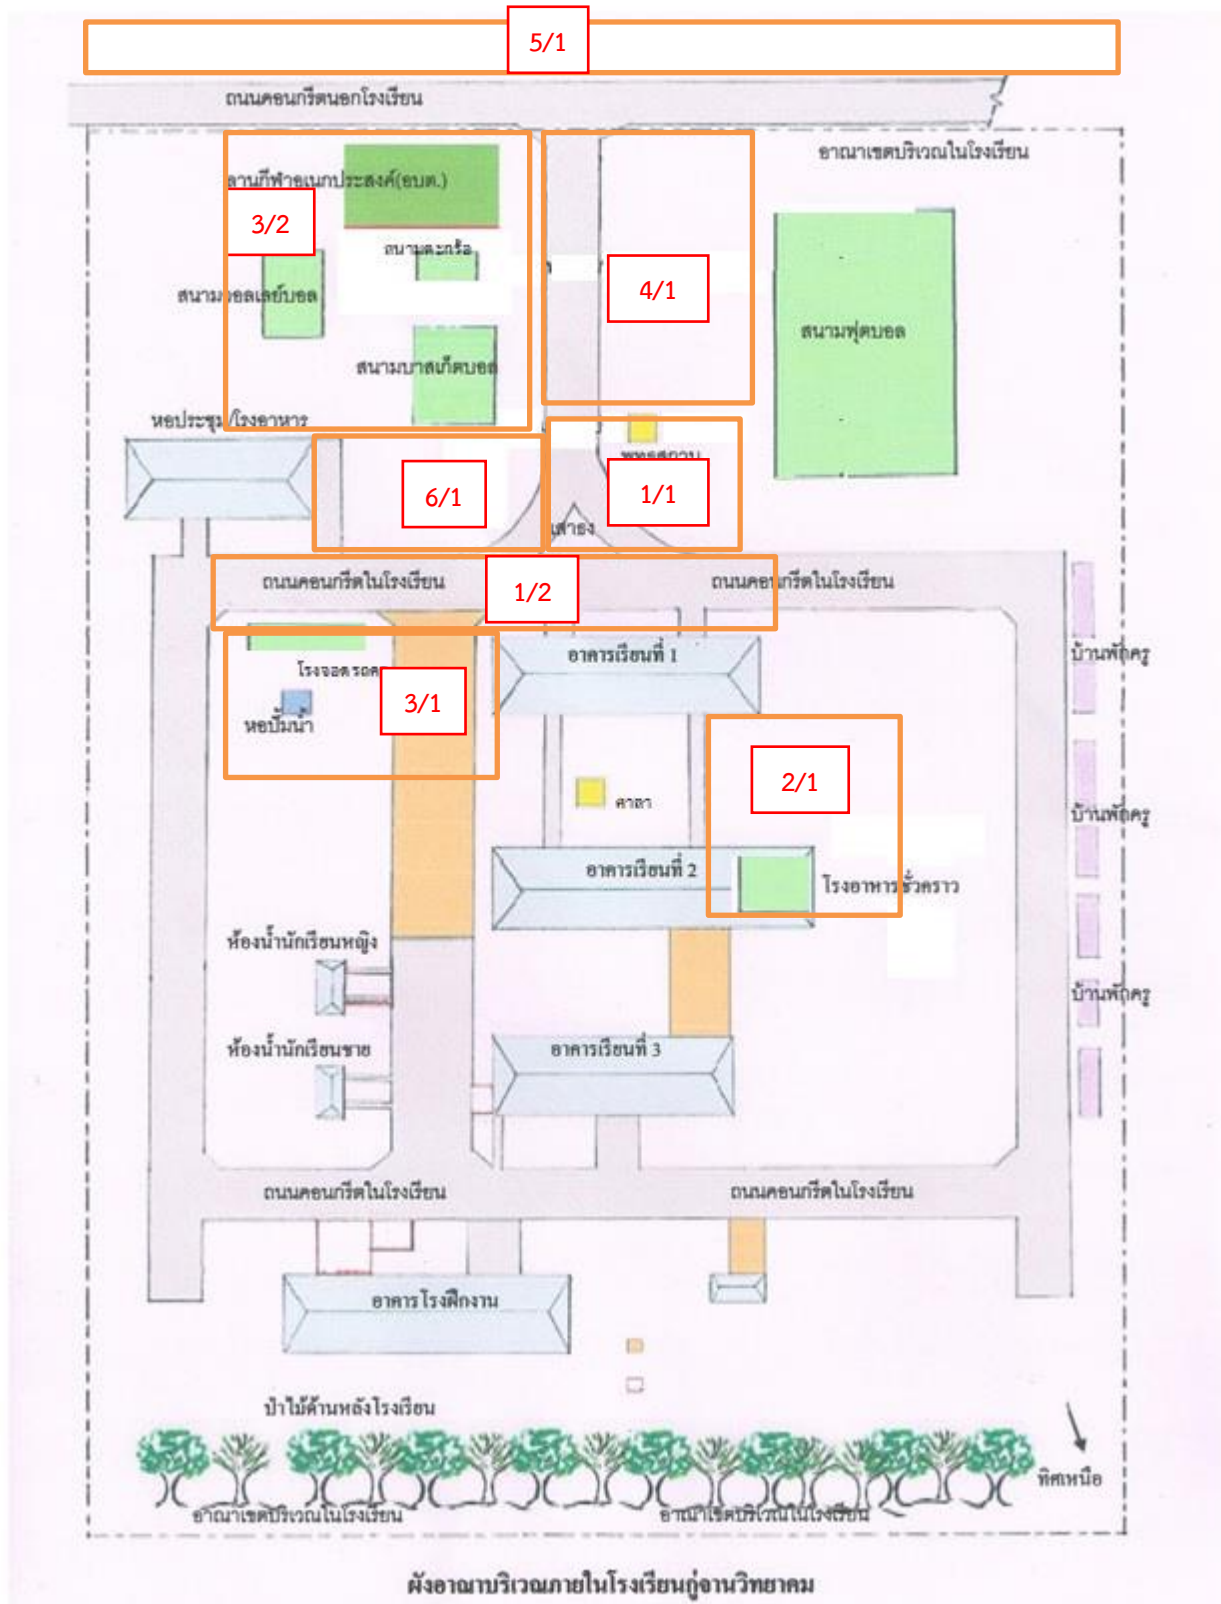 5/1
ถนนคอนกรีตนอกโรงเรียน
อาณาเขตบริเวณในโรงเรียน
ลานกีฬาอเนกประสงค์(อบต.)
3/2
สนามตะกร้อ
สนามวอลเลย์บอล
4/1
สนามฟุตบอล
สนามบาสเก็ตบอล
หอประชุม/โรงอาหาร
พุทธสถาน
6/1
1/1
เสาธง
ถนนคอนกรีตในโรงเรียน
1/2
ถนนคอนกรีตในโรงเรียน
อาคารเรียนที่ 1
บ้านพักครู
โรงจอดรถครู
3/1
หอปั๊มน้ำ
2/1
ศาลา
บ้านพักครู
อาคารเรียนที่ 2
โรงอาหารชั่วคราว
ห้องน้ำนักเรียนหญิง
บ้านพักครู
ห้องน้ำนักเรียนชาย
อาคารเรียนที่ 3
ถนนคอนกรีตในโรงเรียน
ถนนคอนกรีตในโรงเรียน
อาคารโรงฝึกงาน
ป่าไม้ด้านหลังโรงเรียน
ทิศเหนือ
อาณาเขตบริเวณในโรงเรียน
อาณาเขตบริเวณในโรงเรียน
ผังอาณาบริเวณภายในโรงเรียนกู่จานวิทยาคม